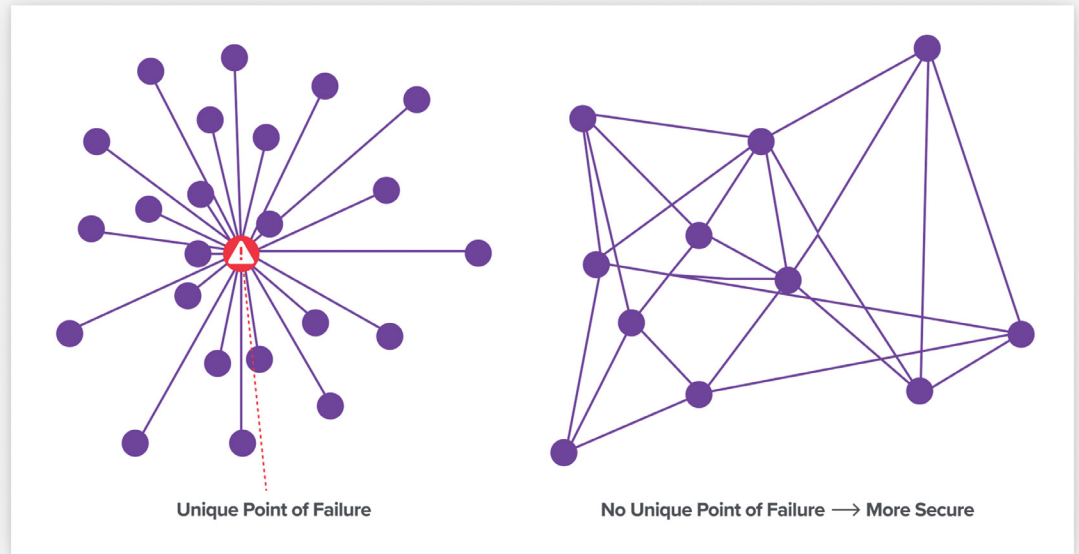 !
Unique Point of Failure
No Unique Point of Failure → More Secure